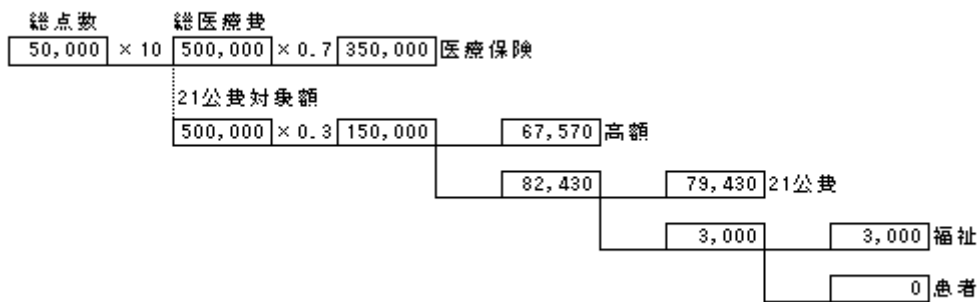 総点数 総医療費
50,000 × 10 500,000 × 0.7 350,000 医療保険
21公費対象額
500,000 × 0.3 150,000 67,570 高額
82,430 79,430 21公費
3,000 3,000 福祉
0 患者